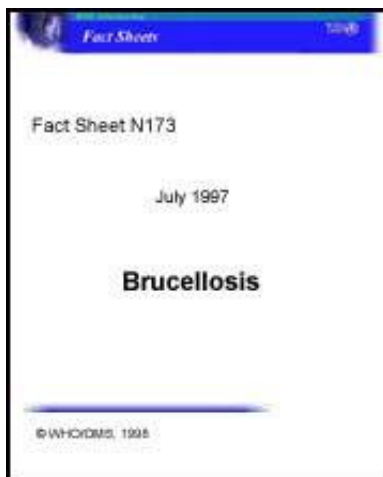 Fact Sheets
Fact Sheet N173
July 1997
Brucellosis
© WHO/OMS, 1998